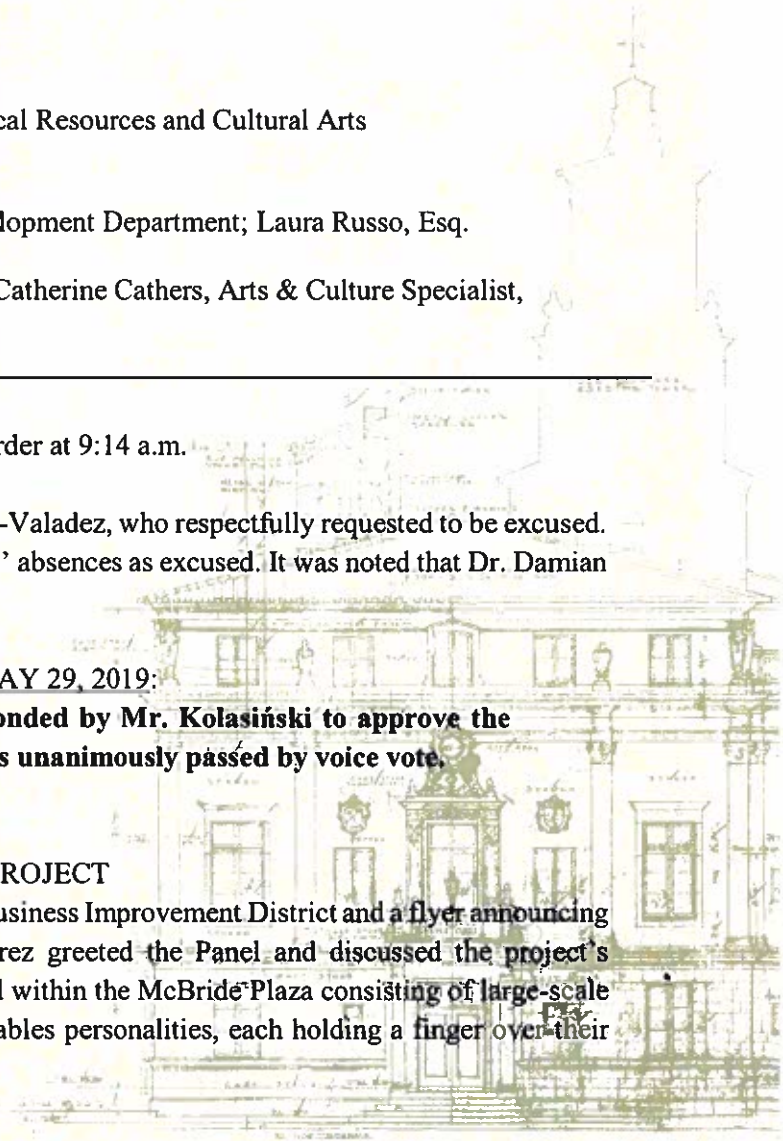 cal Resources and Cultural Arts
lopment Department; Laura Russo, Esq.
Catherine Cathers, Arts & Culture Specialist,
rder at 9:14 a.m.
-Valadez, who respectfully requested to be excused.
’ absences as excused. It was noted that Dr. Damian
AY 29, 2019:
onded by Mr. Kolasiński to approve the
s unanimously passed by voice vote.
ROJECT
usiness Improvement District and a flyer announcing
rez greeted the Panel and discussed the project's
l within the McBride Plaza consisting of large-scale
ables personalities, each holding a finger over their